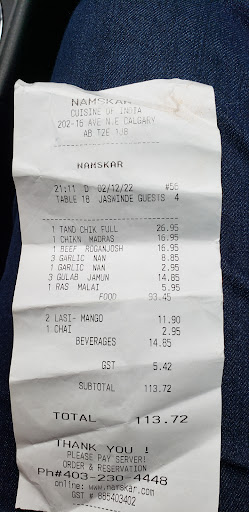 NAMSKAR
CUISINE OF INDIA
202-16 AVE N.E CALGARY
AB T2E 1J8
NAMSKAR
21:11 D 02/12/22 #56
TABLE 18 JASWINDE GUESTS 4
1 TAND CHIK FULL 26.95
1 CHIKN MADRAS 16.95
1 BEEF ROGANJOSH 16.95
3 GARLIC NAN 8.85
1 GARLIC NAN 2.95
3 GULAB JAMUN 14.85
1 RAS MALAI 5.95
FOOD 93.45
2 LASI- MANGO 11.90
1 CHAI 2.95
BEVERAGES 14.85
GST 5.42
SUBTOTAL 113.72
TOTAL 113.72
THANK YOU !
PLEASE PAY SERVER!
ORDER & RESERVATION
Ph#403-230-4448
online: www.namskar.com
GST # 885403402